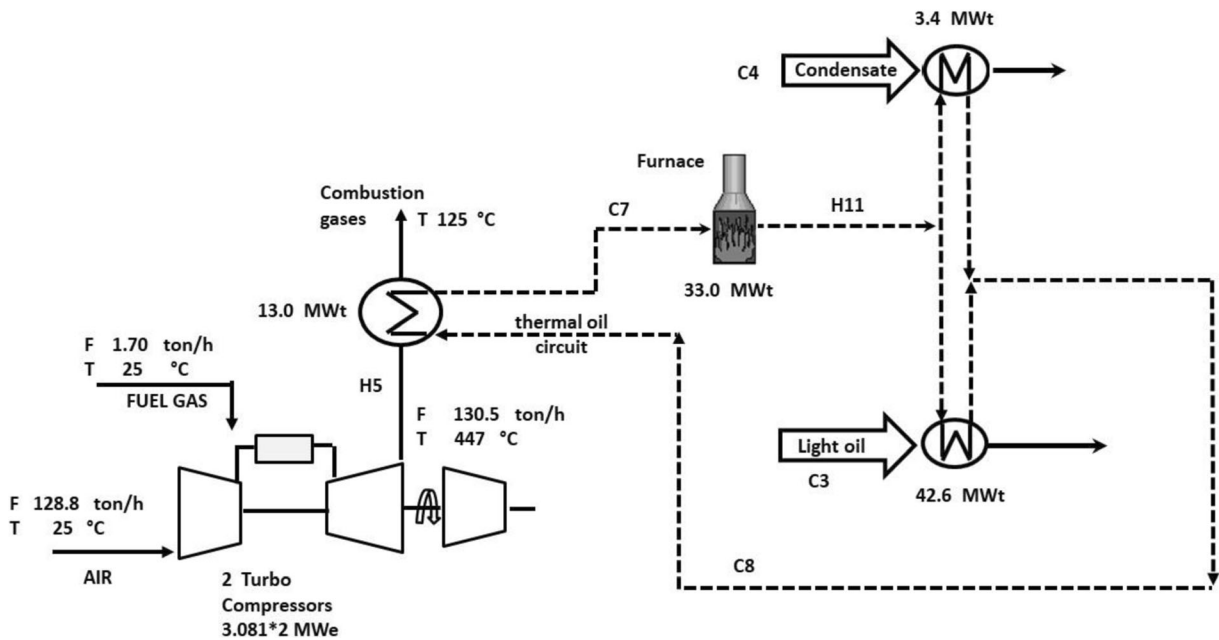 3.4 MWt
C4
Condensate
Furnace
Combustion
gases
T 125 °C
C7
H11
13.0 MWt
33.0 MWt
thermal oil
circuit
F 1.70 ton/h
T 25 °C
FUEL GAS
H5
F 130.5 ton/h
T 447 °C
Light oil
C3
42.6 MWt
F 128.8 ton/h
T 25 °C
AIR
C8
2 Turbo
Compressors
3.081*2 MWe